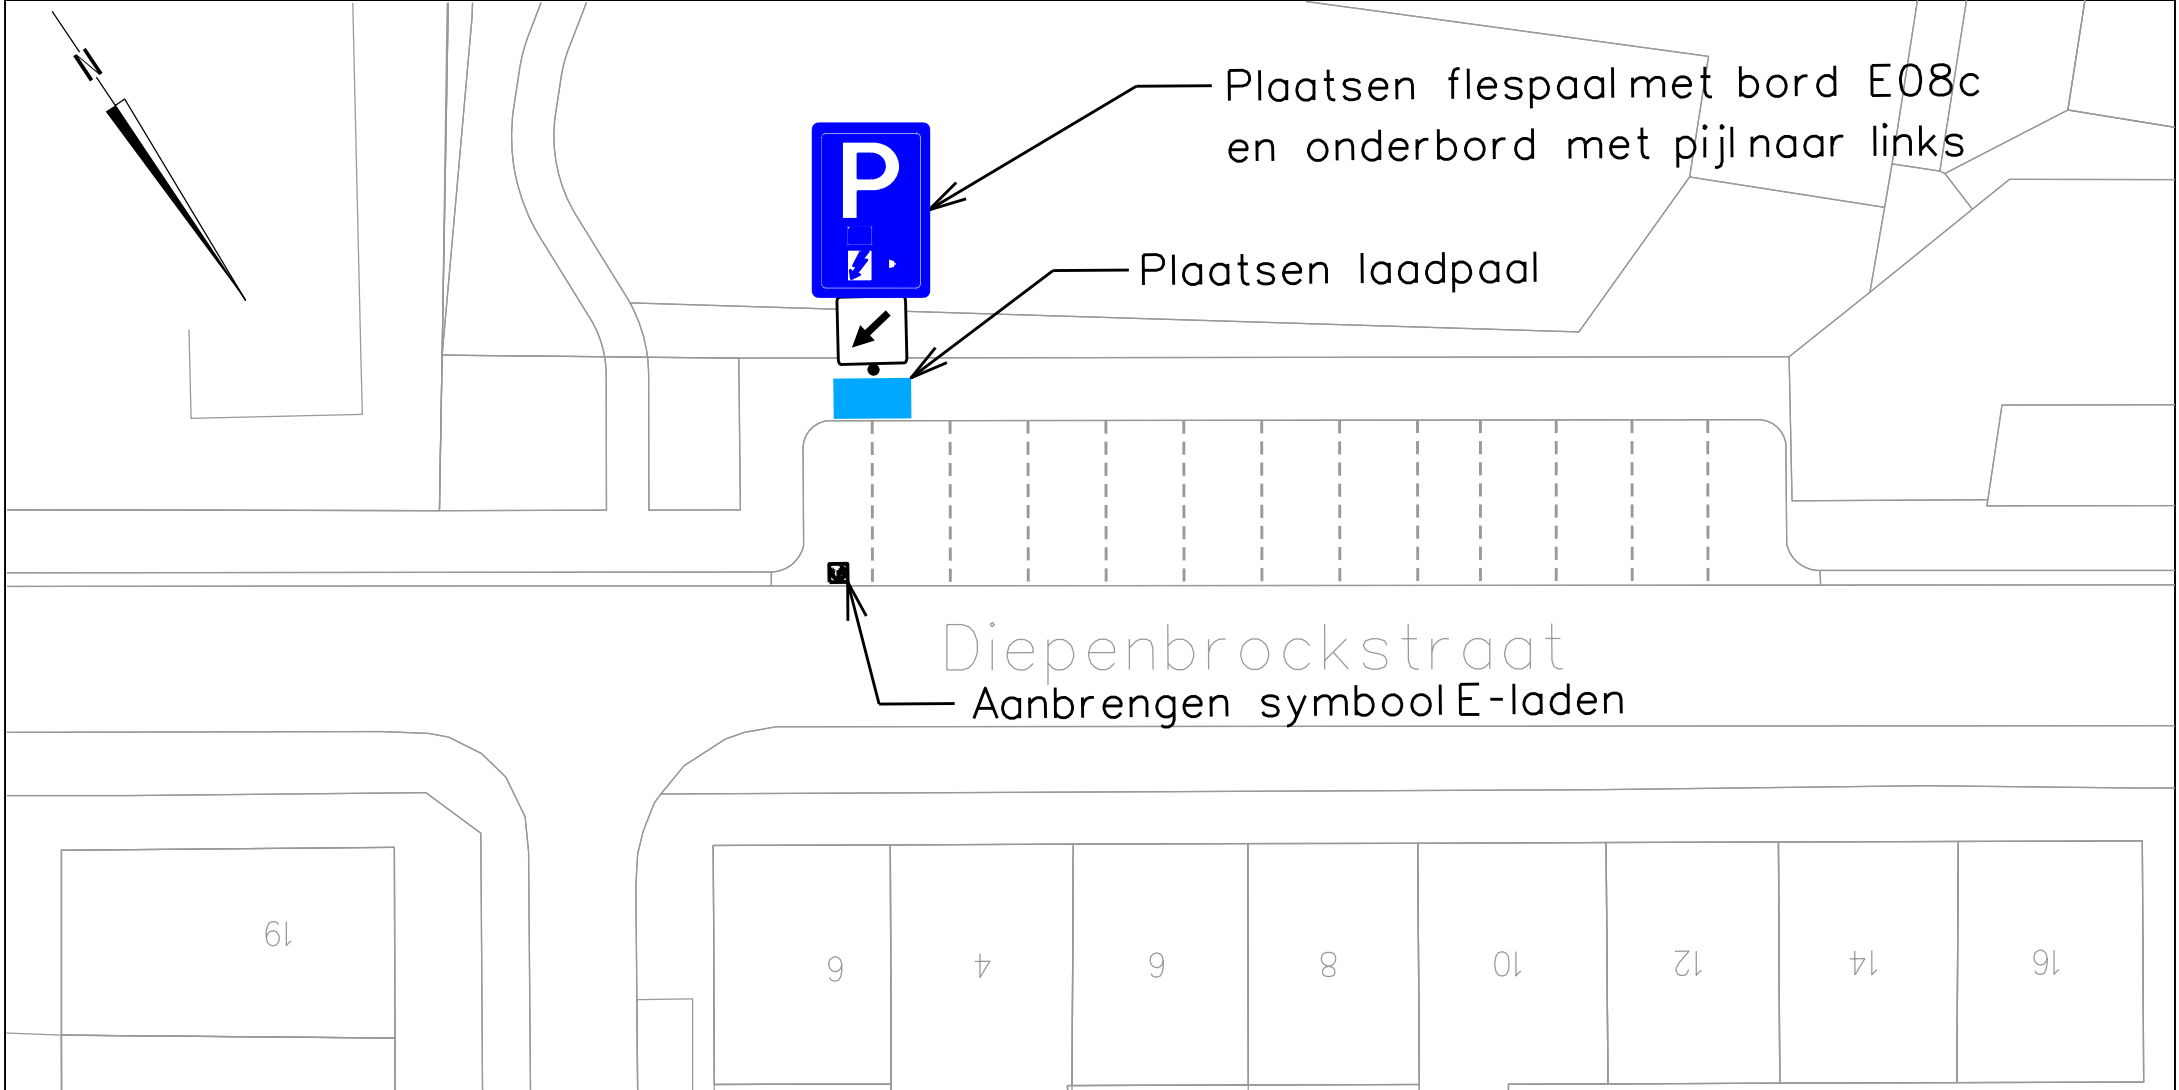 N
Plaatsen flespaal met bord E08c
en onderbord met pijl naar links
P
Plaatsen laadpaal
Diepenbrockstraat
Aanbrengen symbool E-laden
19
6
4
6
8
10
12
14
16